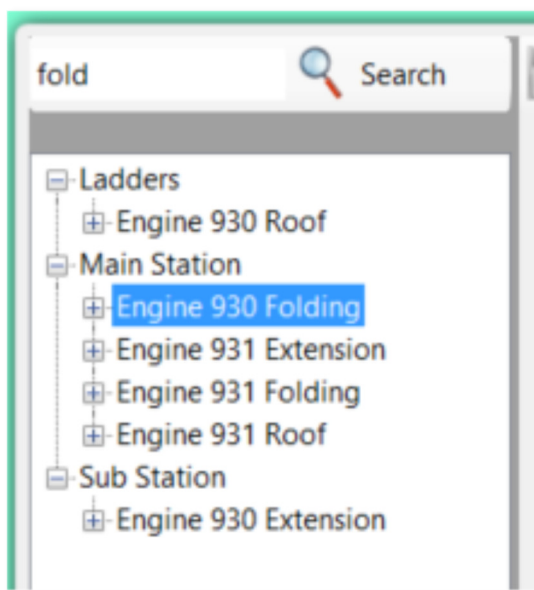 fold
Search
Ladders
Engine 930 Roof
Main Station
Engine 930 Folding
Engine 931 Extension
Engine 931 Folding
Engine 931 Roof
Sub Station
Engine 930 Extension